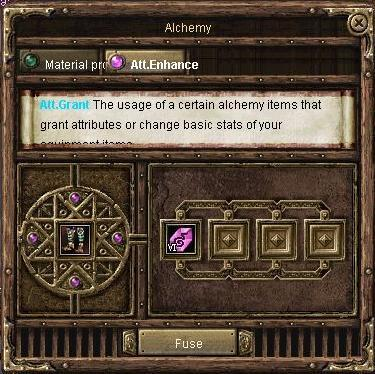 Alchemy
Material pro
Att.Enhance
Att.Grant The usage of a certain alchemy items that
grant attributes or change basic stats of your
equipment items
VI
Fuse